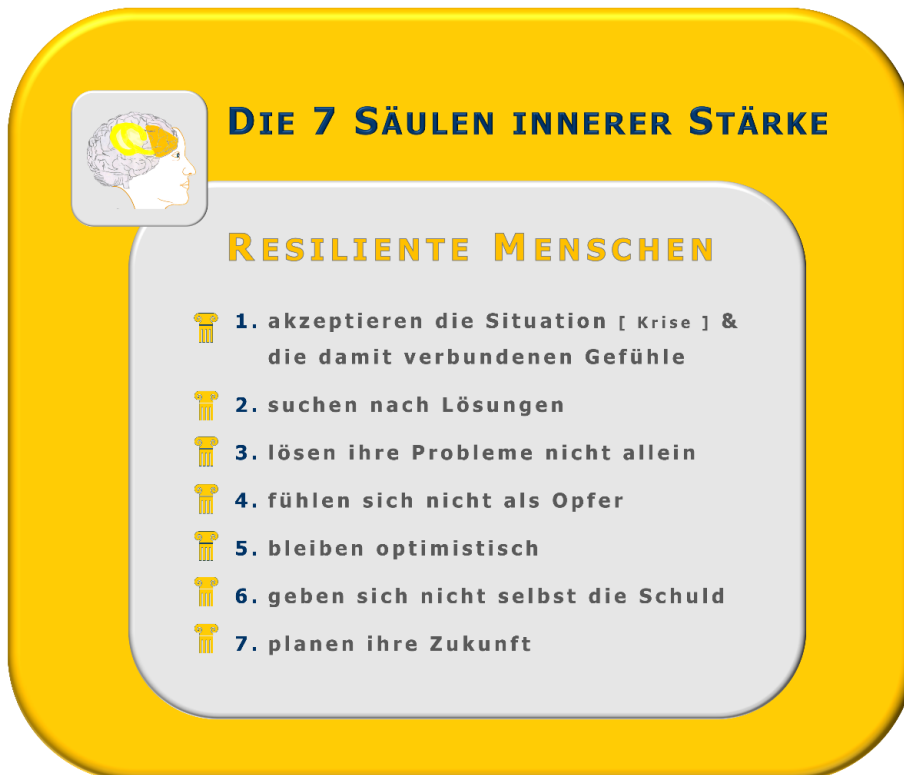 DIE 7 SÄULEN INNERER STÄRKE
RESILIENTE MENSCHEN
1. akzeptieren die Situation [ Krise ] &
die damit verbundenen Gefühle
2. suchen nach Lösungen
3. lösen ihre Probleme nicht allein
4. fühlen sich nicht als Opfer
5. bleiben optimistisch
6. geben sich nicht selbst die Schuld
7. planen ihre Zukunft